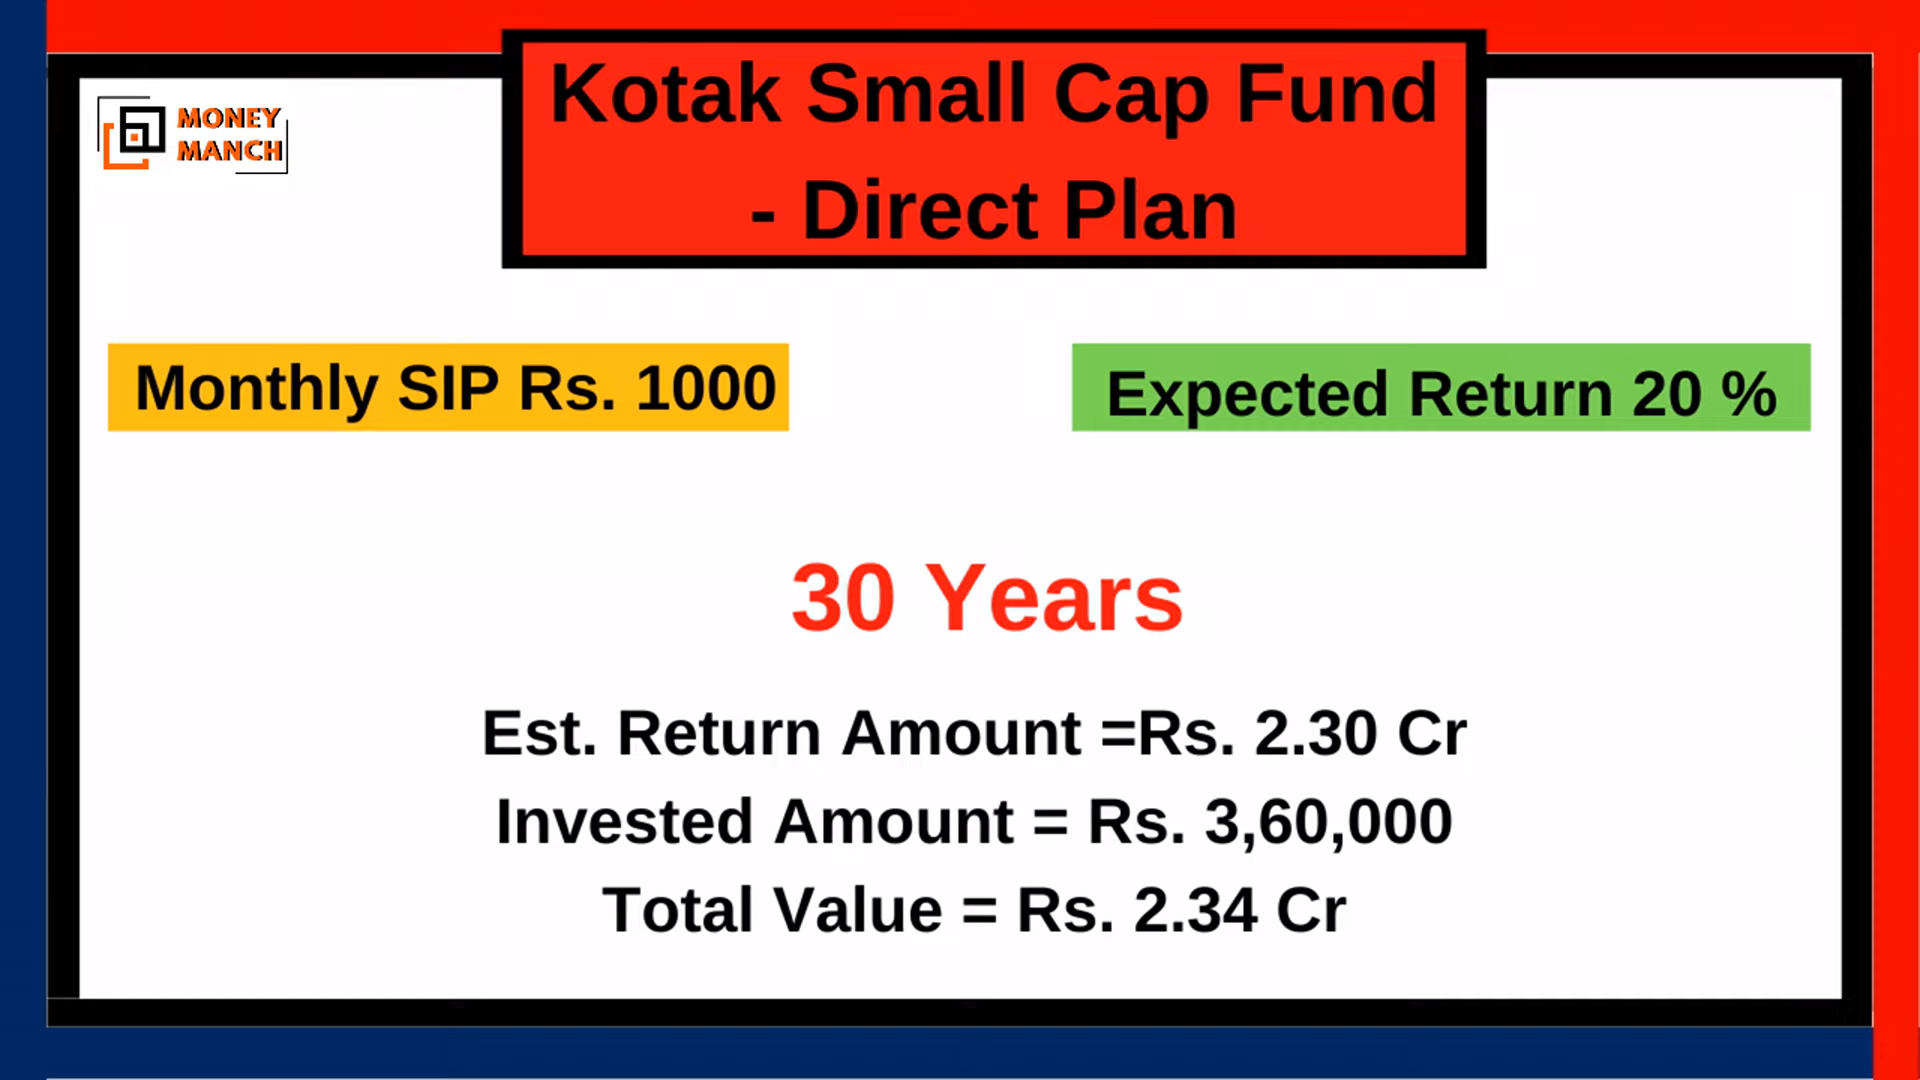 Kotak Small Cap Fund
- Direct Plan
MONEY
MANCH
Monthly SIP Rs. 1000
Expected Return 20 %
30 Years
Est. Return Amount =Rs. 2.30 Cr
Invested Amount = Rs. 3,60,000
Total Value = Rs. 2.34 Cr